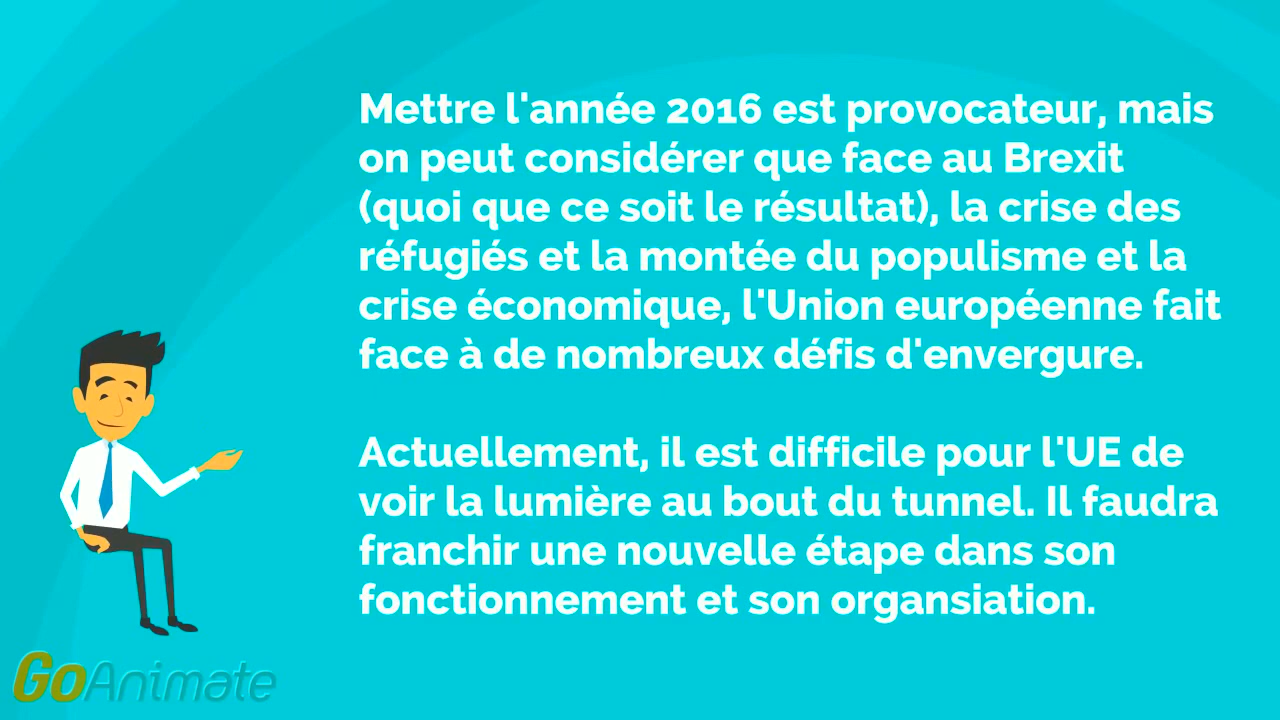 Mettre l'année 2016 est provocateur, mais
on peut considérer que face au Brexit
(quoi que ce soit le résultat), la crise des
réfugiés et la montée du populisme et la
crise économique, l'Union européenne fait
face à de nombreux défis d'envergure.
Actuellement, il est difficile pour l'UE de
voir la lumière au bout du tunnel. Il faudra
franchir une nouvelle étape dans son
fonctionnement et son organsiation.
GoAnimate